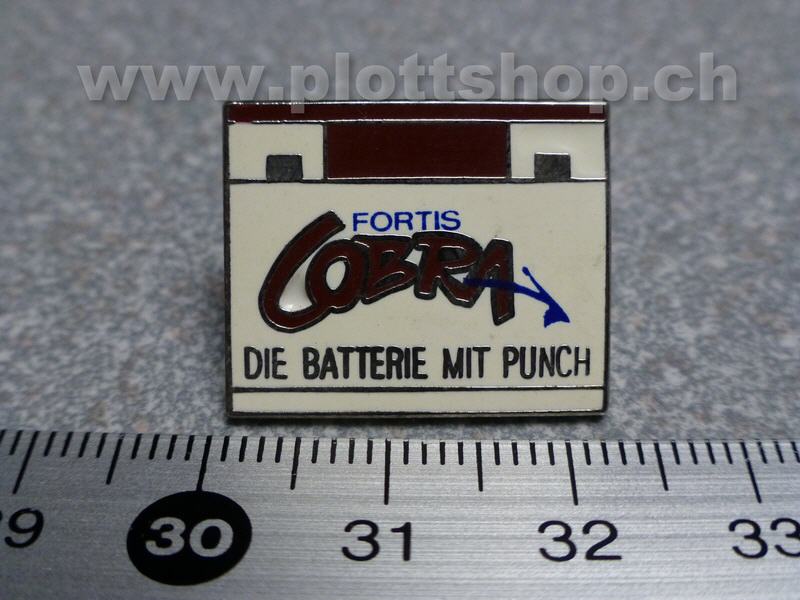 www.plottshop.ch
FORTIS
COBRA
DIE BATTERIE MIT PUNCH
29 30 31 32 33